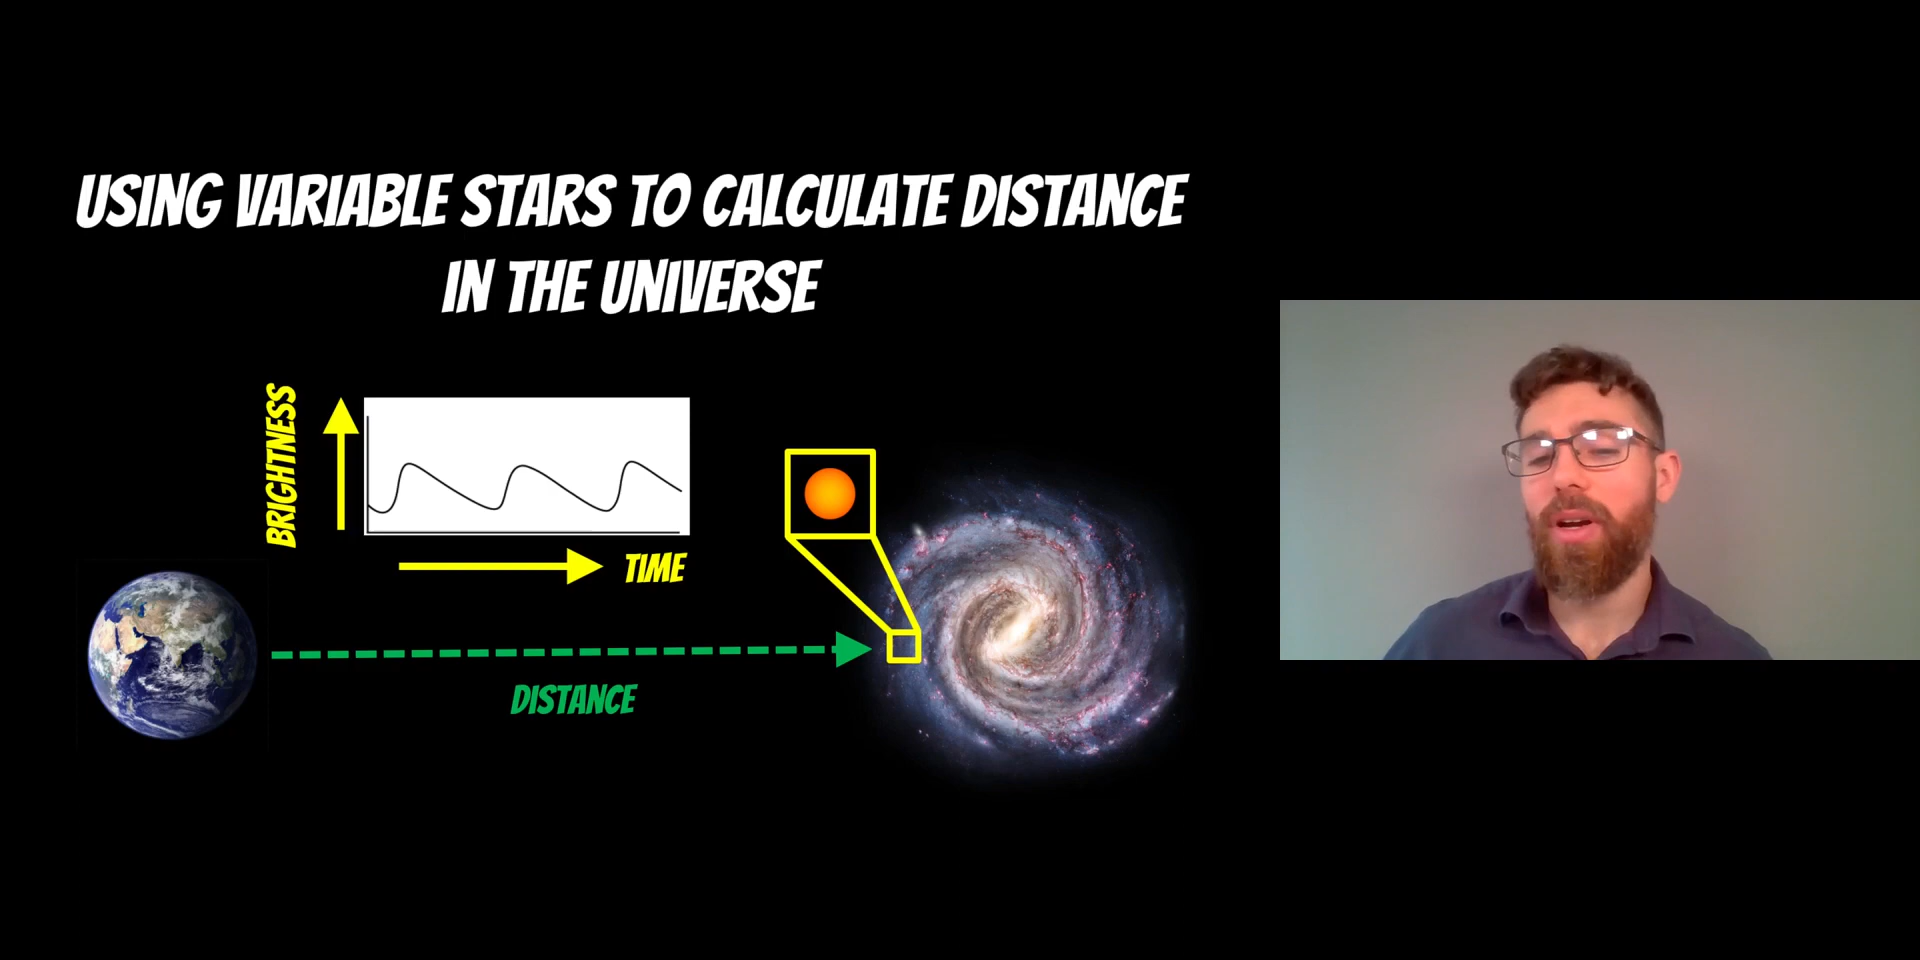 USING VARIABLE STARS TO CALCULATE DISTANCE
IN THE UNIVERSE
BRIGHTNESS
TIME
DISTANCE